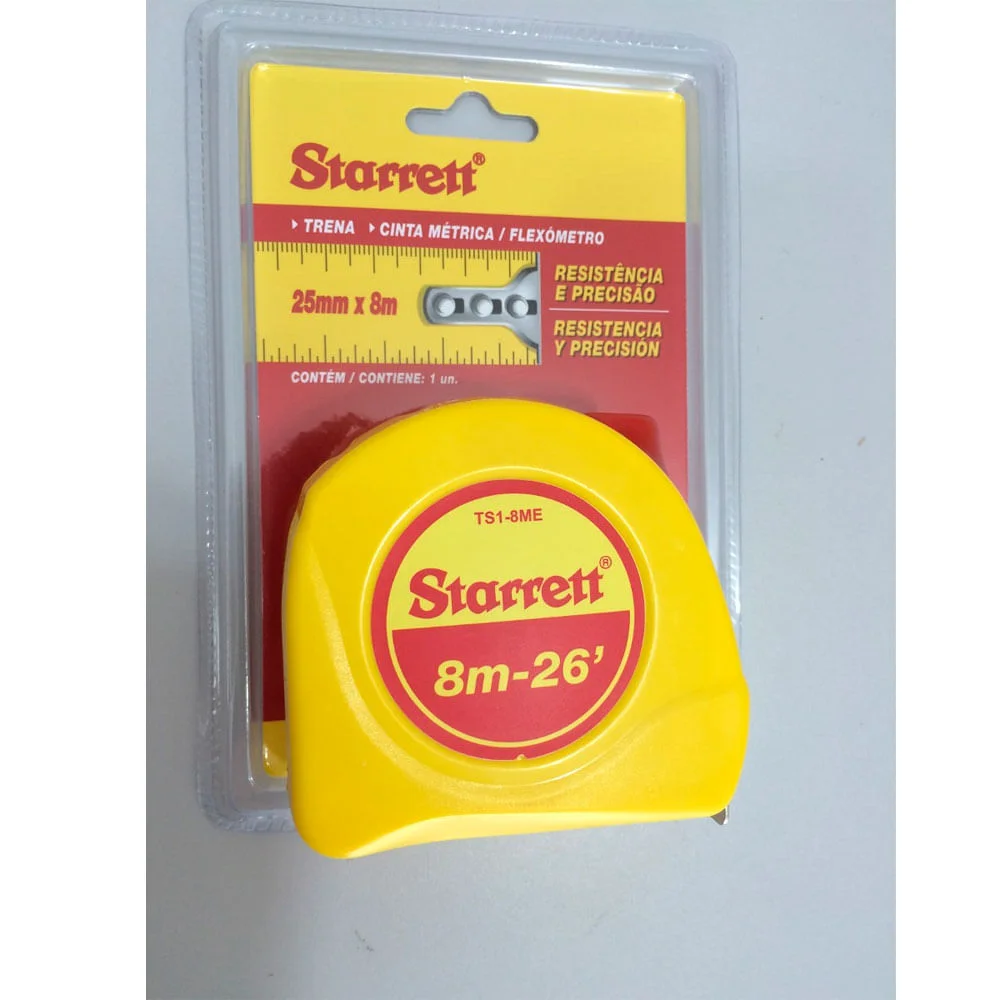 Starrett®
TRENA CINTA MÉTRICA / FLEXÓMETRO
25mm x 8m
RESISTÊNCIA
E PRECISÃO
RESISTENCIA
Y PRECISIÓN
CONTÉM / CONTIENE: 1 un.
TS1-8ME
Starrett®
8m-26'